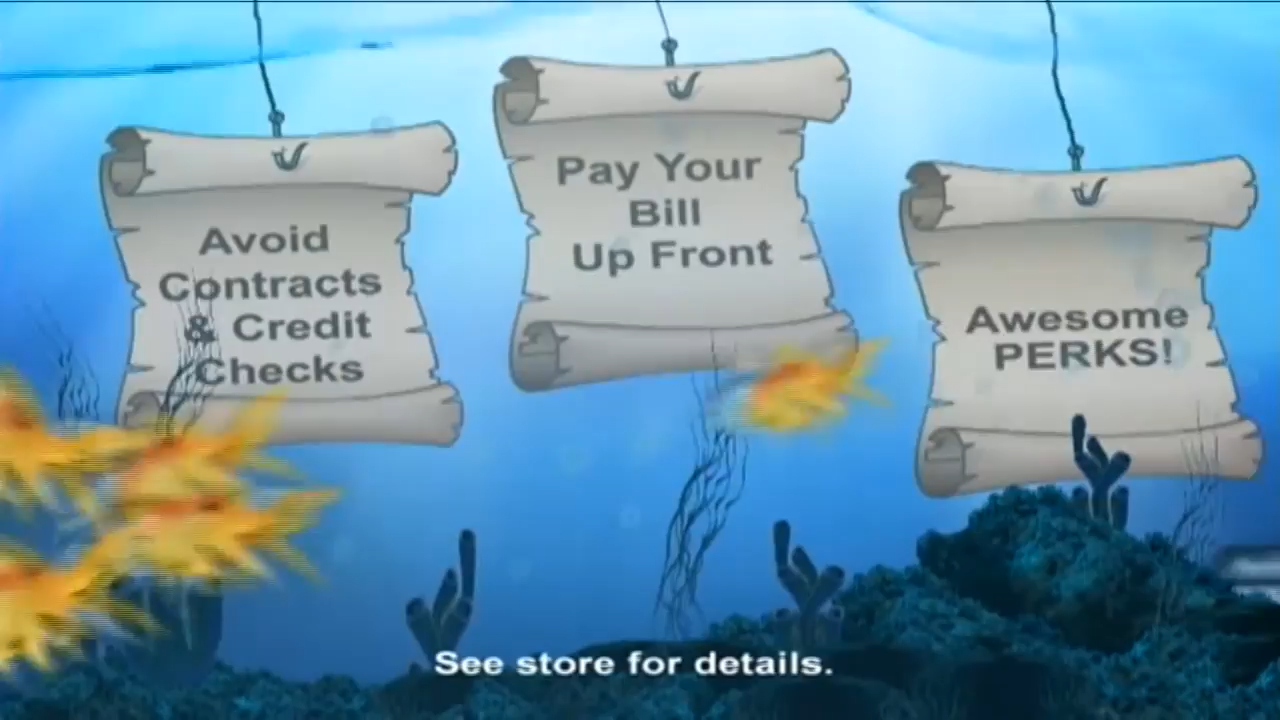 Avoid
Contracts
& Credit
Checks
Pay Your
Bill
Up Front
Awesome
PERKS!
See store for details.